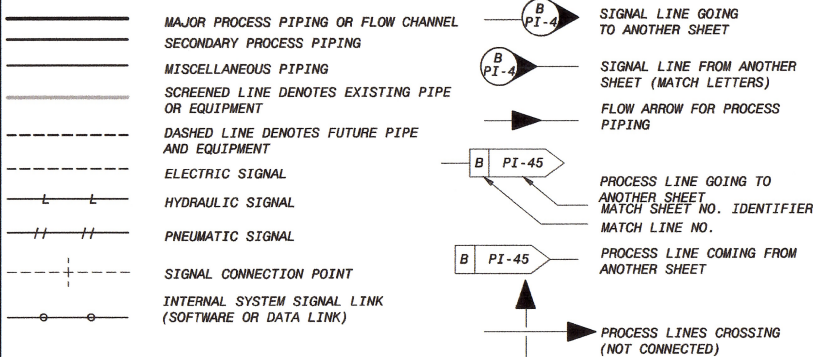 MAJOR PROCESS PIPING OR FLOW CHANNEL
SECONDARY PROCESS PIPING
MISCELLANEOUS PIPING
SCREENED LINE DENOTES EXISTING PIPE
OR EQUIPMENT
DASHED LINE DENOTES FUTURE PIPE
AND EQUIPMENT
ELECTRIC SIGNAL
L L
HYDRAULIC SIGNAL
PNEUMATIC SIGNAL
SIGNAL CONNECTION POINT
INTERNAL SYSTEM SIGNAL LINK
(SOFTWARE OR DATA LINK)
B
PI-4
SIGNAL LINE GOING
TO ANOTHER SHEET
B
PI-4
SIGNAL LINE FROM ANOTHER
SHEET (MATCH LETTERS)
FLOW ARROW FOR PROCESS
PIPING
B PI-45
PROCESS LINE GOING TO
ANOTHER SHEET
MATCH SHEET NO. IDENTIFIER
MATCH LINE NO.
B PI-45
PROCESS LINE COMING FROM
ANOTHER SHEET
PROCESS LINES CROSSING
(NOT CONNECTED)